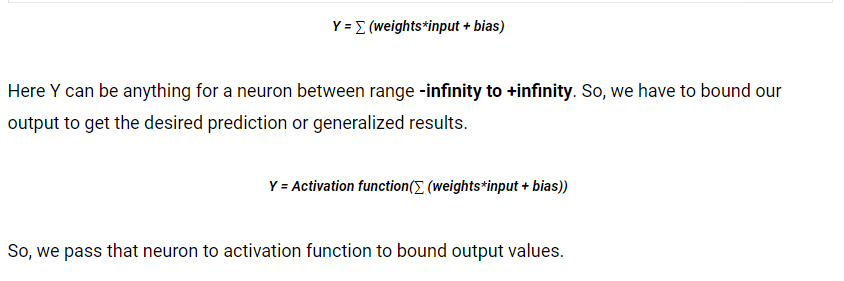 Y = ∑ (weights*input + bias)
Here Y can be anything for a neuron between range -infinity to +infinity. So, we have to bound our
output to get the desired prediction or generalized results.
Y = Activation function(∑ (weights*input + bias))
So, we pass that neuron to activation function to bound output values.